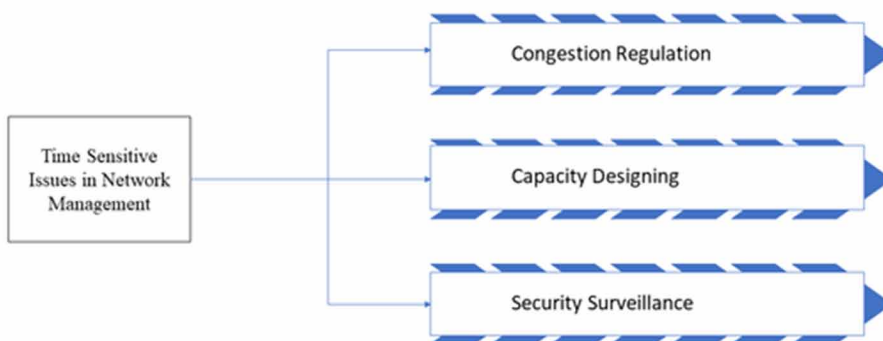 Time Sensitive
Issues in Network
Management
Congestion Regulation
Capacity Designing
Security Surveillance